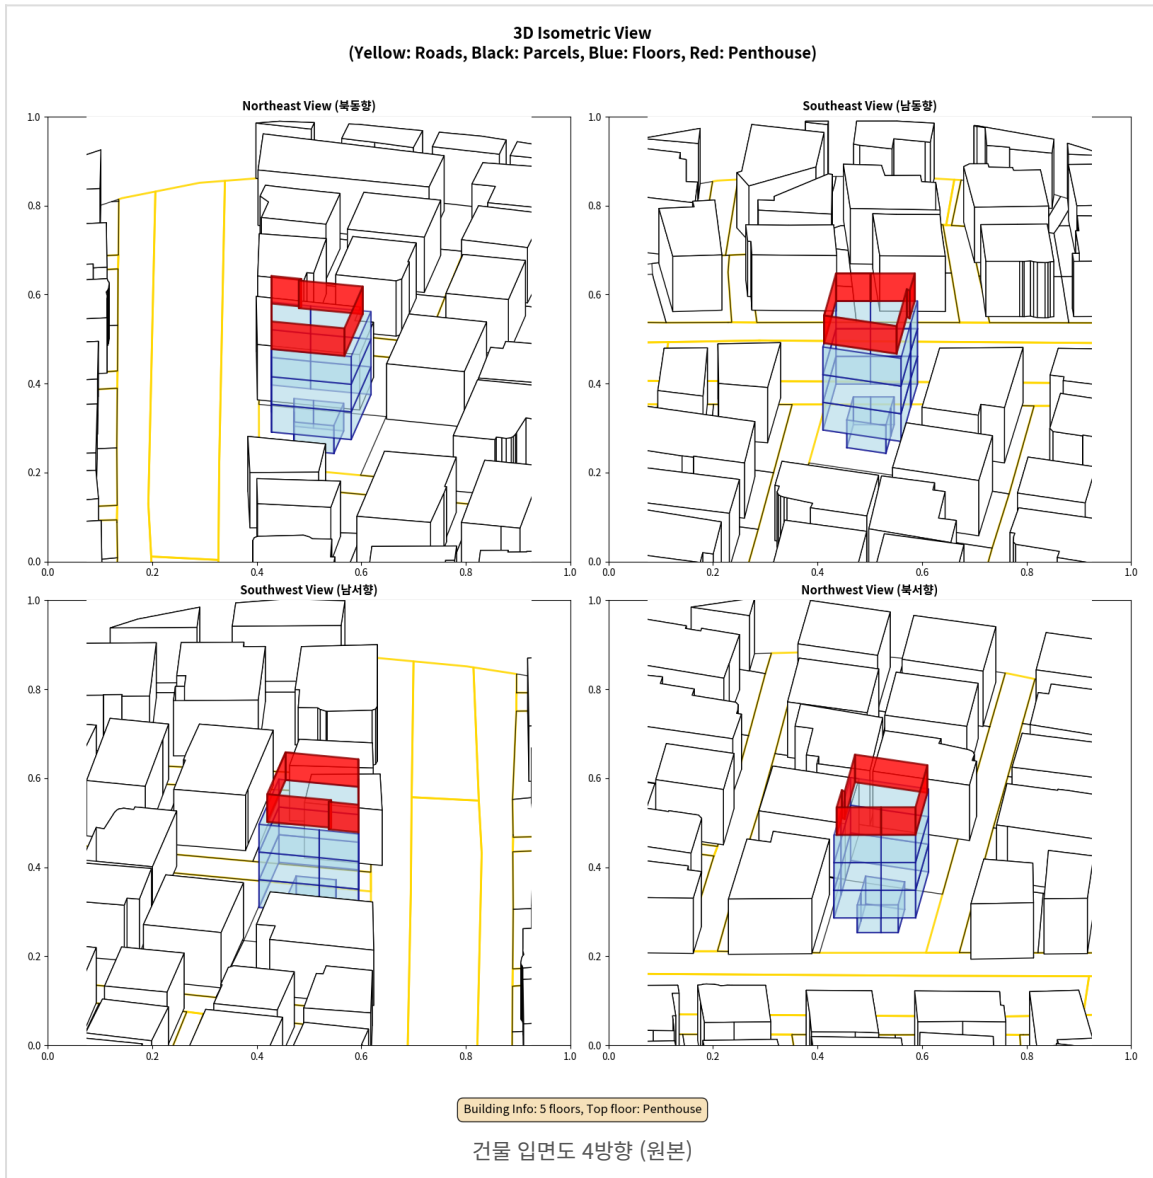 3D Isometric View
(Yellow: Roads, Black: Parcels, Blue: Floors, Red: Penthouse)
Northeast View (북동향)
1.0
0.8
0.6
0.4
0.2
0.0
0.0 0.2 0.4 0.6 0.8 1.0
Southeast View (남동향)
1.0
0.8
0.6
0.4
0.2
0.0
0.0 0.2 0.4 0.6 0.8 1.0
Southwest View (남서향)
1.0
0.8
0.6
0.4
0.2
0.0
0.0 0.2 0.4 0.6 0.8 1.0
Northwest View (북서향)
1.0
0.8
0.6
0.4
0.2
0.0
0.0 0.2 0.4 0.6 0.8 1.0
Building Info: 5 floors, Top floor: Penthouse
건물 입면도 4방향 (원본)